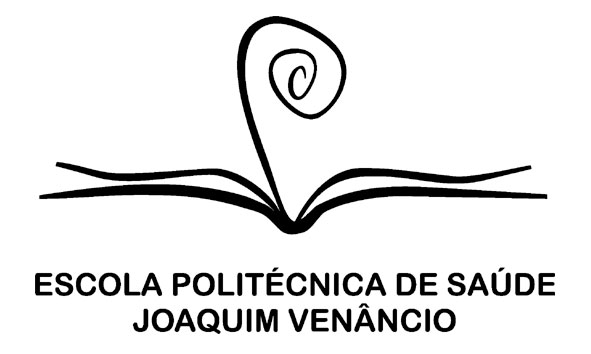 ESCOLA POLITÉCNICA DE SAÚDE
JOAQUIM VENÂNCIO